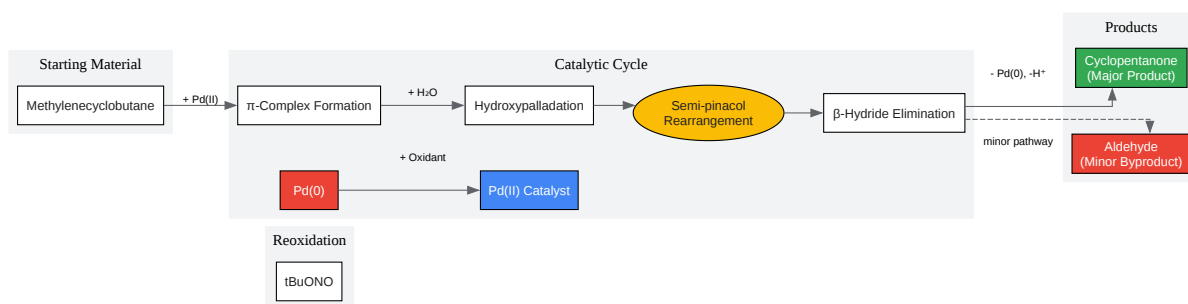 Starting Material
Methylenecyclobutane
+ Pd(II)
Catalytic Cycle
π-Complex Formation
+ H₂O
Hydroxypalladation
Semi-pinacol
Rearrangement
β-Hydride Elimination
+ Oxidant
Pd(0)
Pd(II) Catalyst
Reoxidation
tBuONO
- Pd(0), -H⁺
minor pathway
Products
Cyclopentanone
(Major Product)
Aldehyde
(Minor Byproduct)